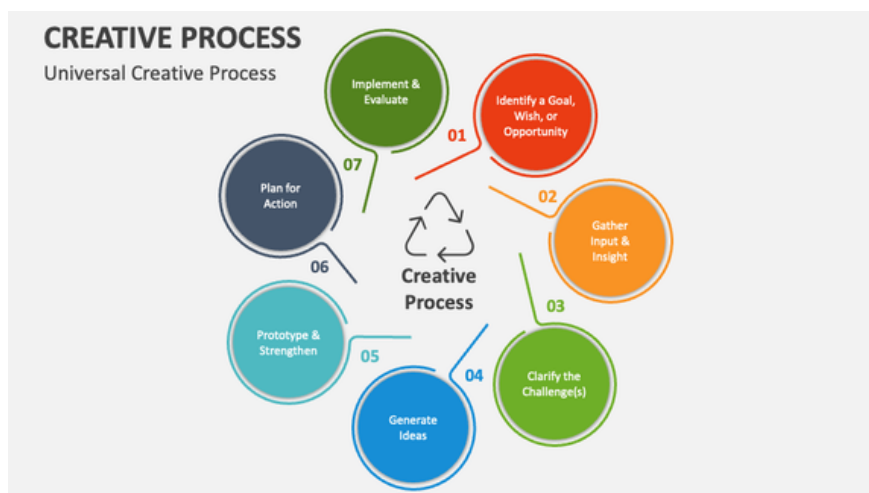 CREATIVE PROCESS
Universal Creative Process
01
Identify a Goal,
Wish, or
Opportunity
02
Gather
Input &
Insight
03
Clarify the
Challenge(s)
04
Generate
Ideas
05
Prototype &
Strengthen
06
Plan for
Action
07
Implement &
Evaluate
Creative
Process